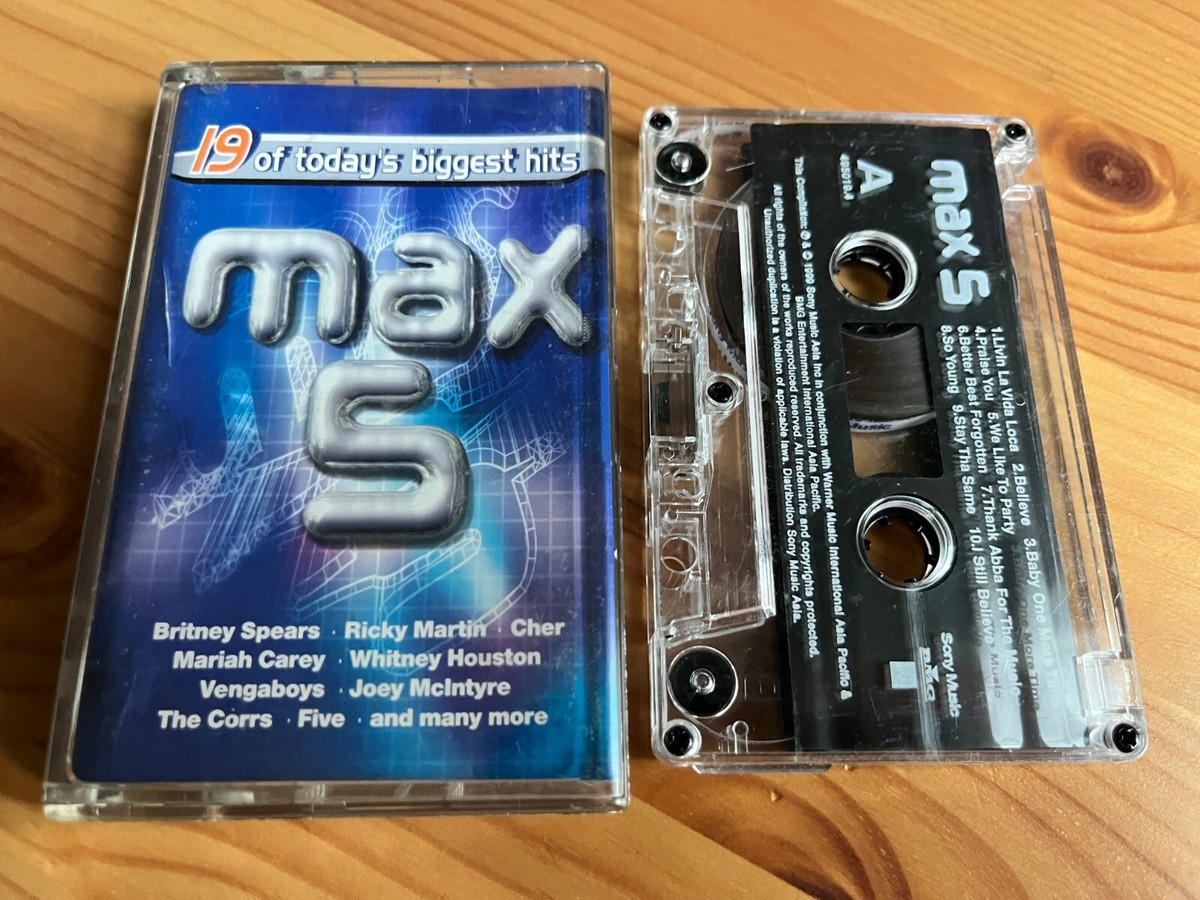 19 of today's biggest hits
max
5
Britney Spears · Ricky Martin · Cher
Mariah Carey · Whitney Houston
Vengaboys · Joey McIntyre
The Corrs · Five · and many more
max 5
A
495018.4
1.Livin La Vida Loca 2.Believe 3.Baby One More Time
4.Praise You 5.We Like To Party
6.Better Best Forgotten 7.Thank Abba For The Music
8.So Young 9.Stay The Same 10.I Still Believe
Sony Music
BMG
This Compilation: ℗ & © 1999 Sony Music Asia Inc in conjunction with Warner Music International Asia Pacific &
BMG Entertainment International Asia Pacific.
All rights of the owners of the works reproduced reserved. All trademarks and copyrights protected.
Unauthorized duplication is a violation of applicable laws. Distribution Sony Music Asia.
Music